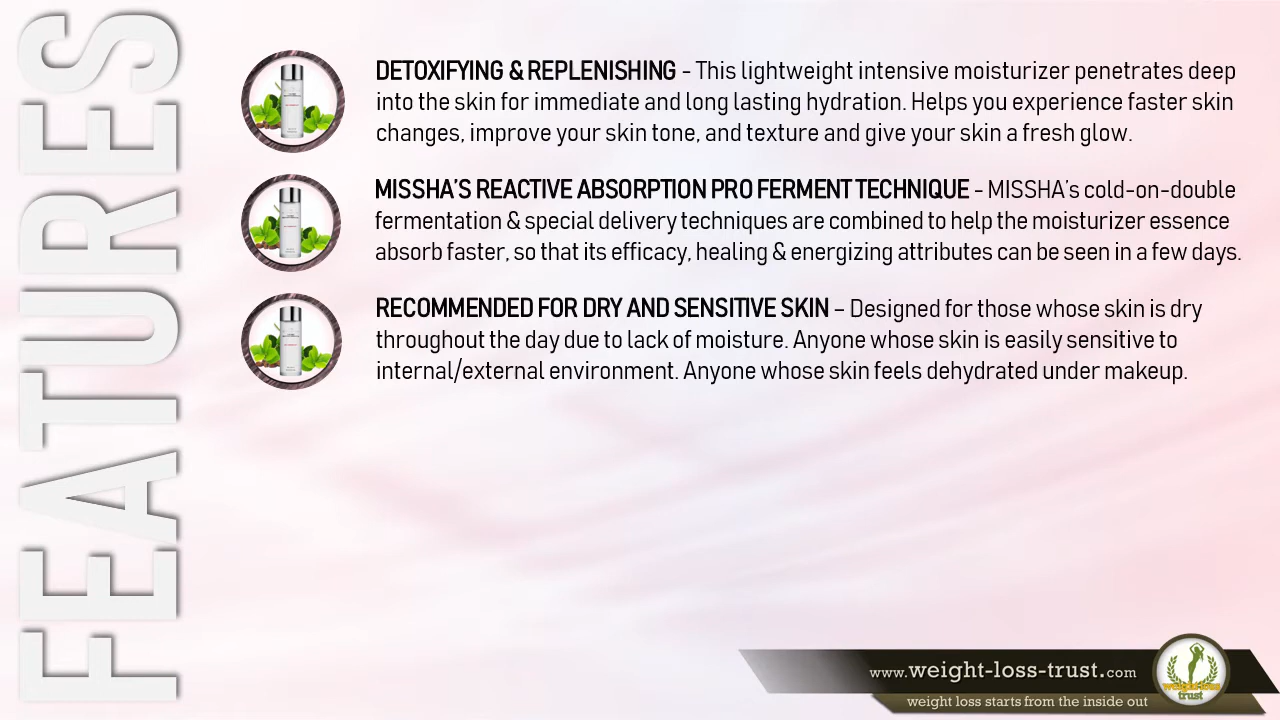 FEATURES
DETOXIFYING & REPLENISHING - This lightweight intensive moisturizer penetrates deep
into the skin for immediate and long lasting hydration. Helps you experience faster skin
changes, improve your skin tone, and texture and give your skin a fresh glow.
MISSHA'S REACTIVE ABSORPTION PRO FERMENT TECHNIQUE - MISSHA's cold-on-double
fermentation & special delivery techniques are combined to help the moisturizer essence
absorb faster, so that its efficacy, healing & energizing attributes can be seen in a few days.
RECOMMENDED FOR DRY AND SENSITIVE SKIN – Designed for those whose skin is dry
throughout the day due to lack of moisture. Anyone whose skin is easily sensitive to
internal/external environment. Anyone whose skin feels dehydrated under makeup.
www.weight-loss-trust.com
weight loss starts from the inside out
weight loss
trust